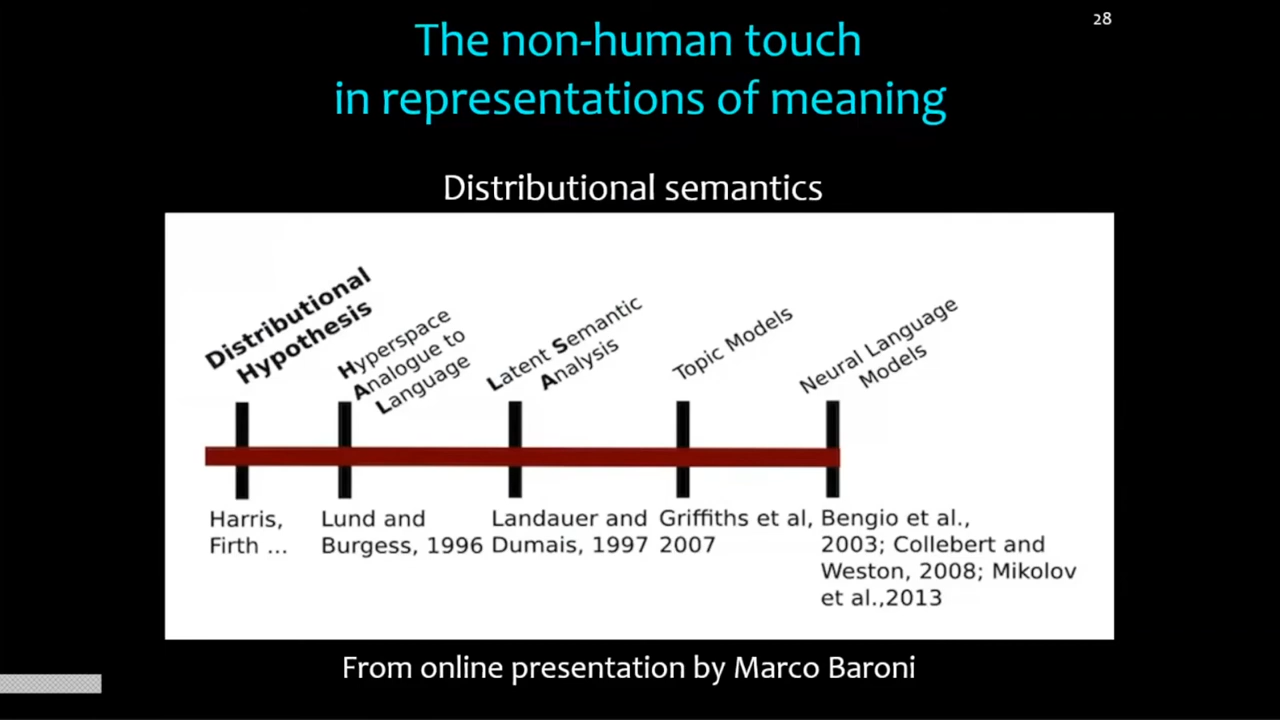 28
The non-human touch
in representations of meaning
Distributional semantics
Distributional
Hypothesis
Hyperspace
Analogue to
Language
Latent Semantic
Analysis
Topic Models
Neural Language
Models
Harris,
Firth ...
Lund and
Burgess, 1996
Landauer and
Dumais, 1997
Griffiths et al,
2007
Bengio et al.,
2003; Collebert and
Weston, 2008; Mikolov
et al.,2013
From online presentation by Marco Baroni